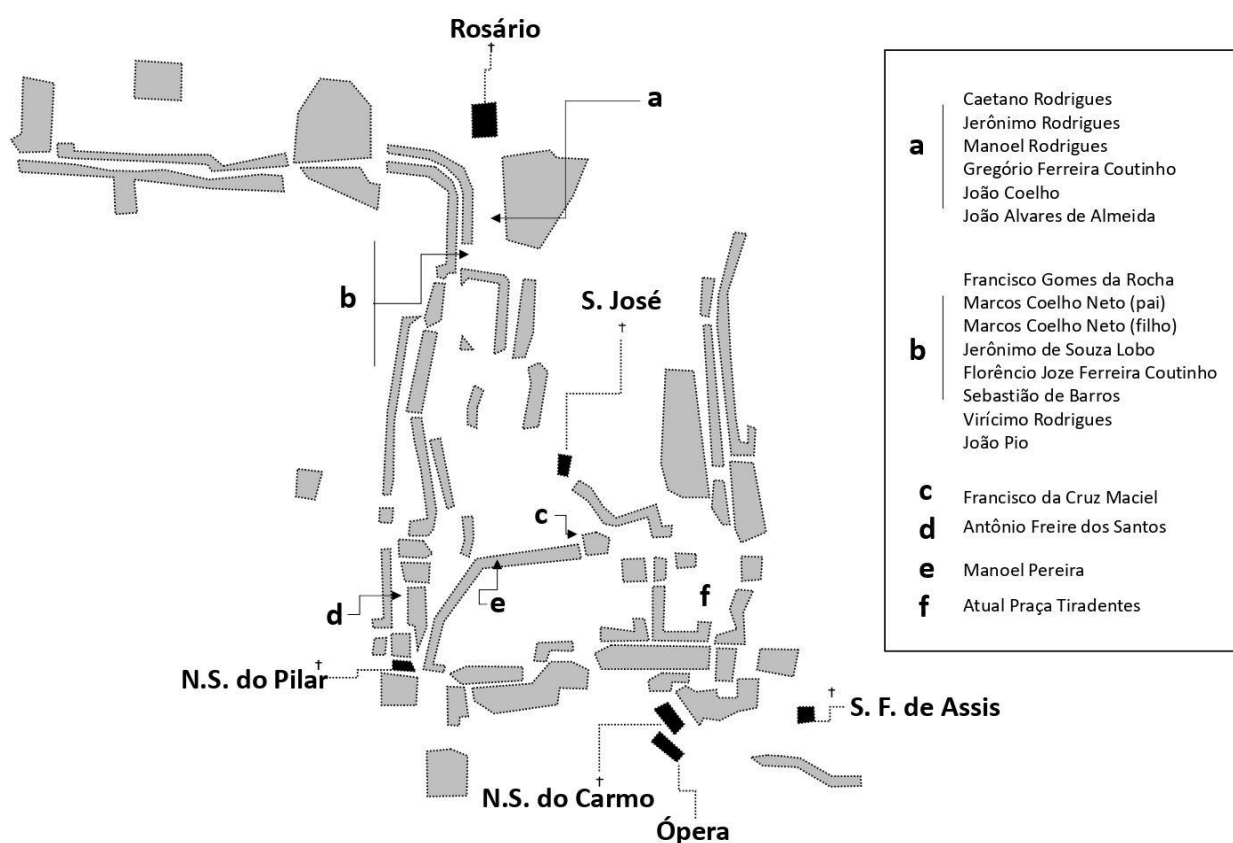 Rosário
a
b
S. José
c
e
d
f
N.S. do Pilar
S. F. de Assis
N.S. do Carmo
Ópera
a
Caetano Rodrigues
Jerônimo Rodrigues
Manoel Rodrigues
Gregório Ferreira Coutinho
João Coelho
João Alvares de Almeida
b
Francisco Gomes da Rocha
Marcos Coelho Neto (pai)
Marcos Coelho Neto (filho)
Jerônimo de Souza Lobo
Florêncio Joze Ferreira Coutinho
Sebastião de Barros
Virícimo Rodrigues
João Pio
c Francisco da Cruz Maciel
d Antônio Freire dos Santos
e Manoel Pereira
f Atual Praça Tiradentes